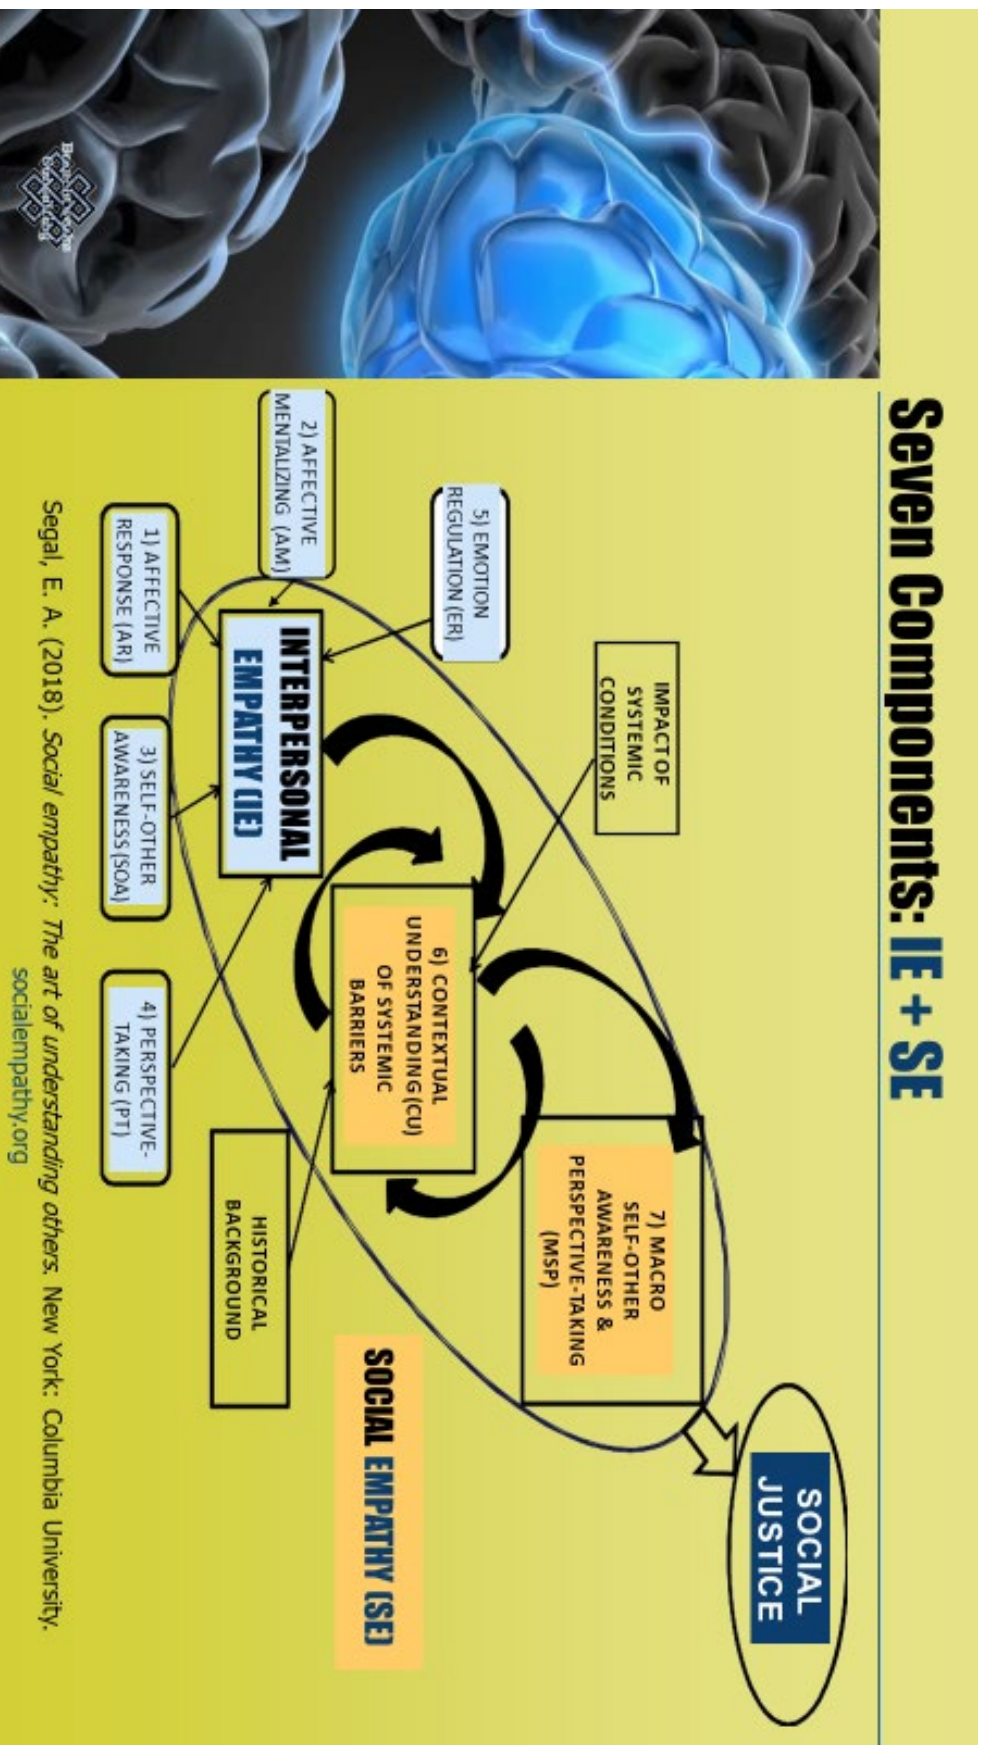 Seven Components: IE + SE
SOCIAL
JUSTICE
IMPACT OF
SYSTEMIC
CONDITIONS
7) MACRO
SELF-OTHER
AWARENESS &
PERSPECTIVE-TAKING
(MSP)
5) EMOTION
REGULATION (ER)
6) CONTEXTUAL
UNDERSTANDING (CU)
OF SYSTEMIC
BARRIERS
2) AFFECTIVE
MENTALIZING (AM)
INTERPERSONAL
EMPATHY (IE)
SOCIAL EMPATHY (SE)
HISTORICAL
BACKGROUND
1) AFFECTIVE
RESPONSE (AR)
3) SELF-OTHER
AWARENESS (SOA)
4) PERSPECTIVE-
TAKING (PT)
Segal, E. A. (2018). Social empathy: The art of understanding others. New York: Columbia University.
socialempathy.org